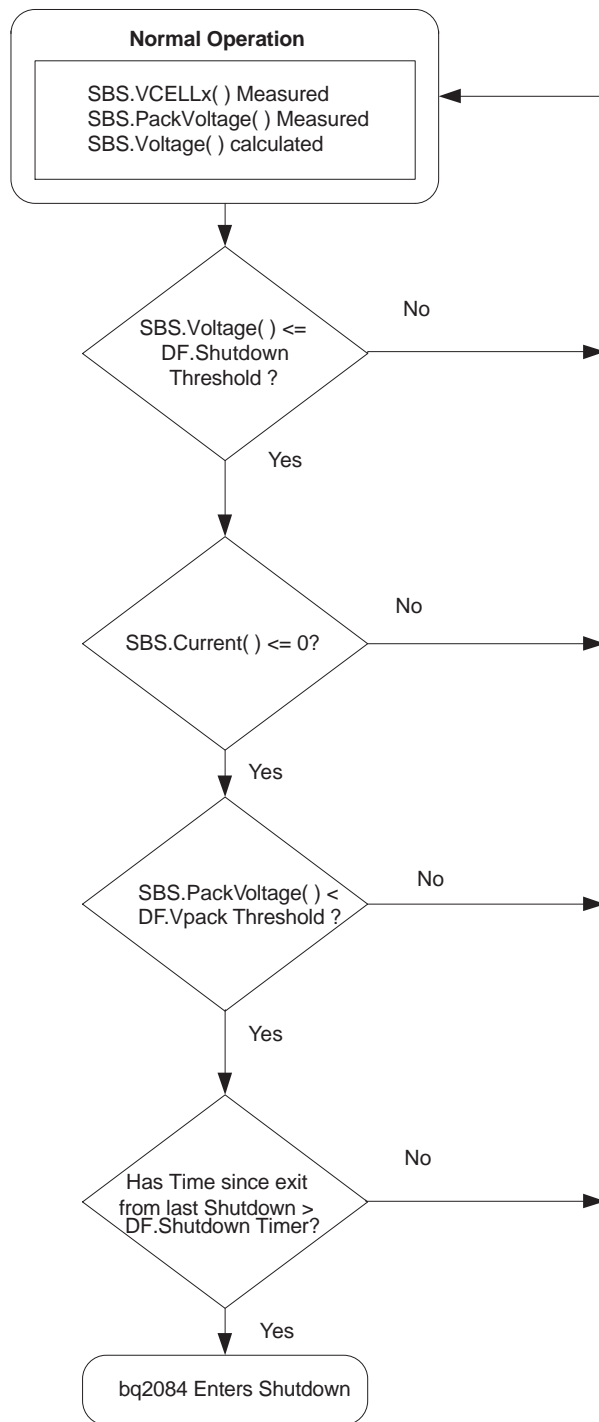 Normal Operation
SBS.VCELLx( ) Measured
SBS.PackVoltage( ) Measured
SBS.Voltage( ) calculated
No
SBS.Voltage( ) <=
DF.Shutdown
Threshold ?
Yes
No
SBS.Current( ) <= 0?
Yes
No
SBS.PackVoltage( ) <
DF.Vpack Threshold ?
Yes
No
Has Time since exit
from last Shutdown >
DF.Shutdown Timer?
Yes
bq2084 Enters Shutdown